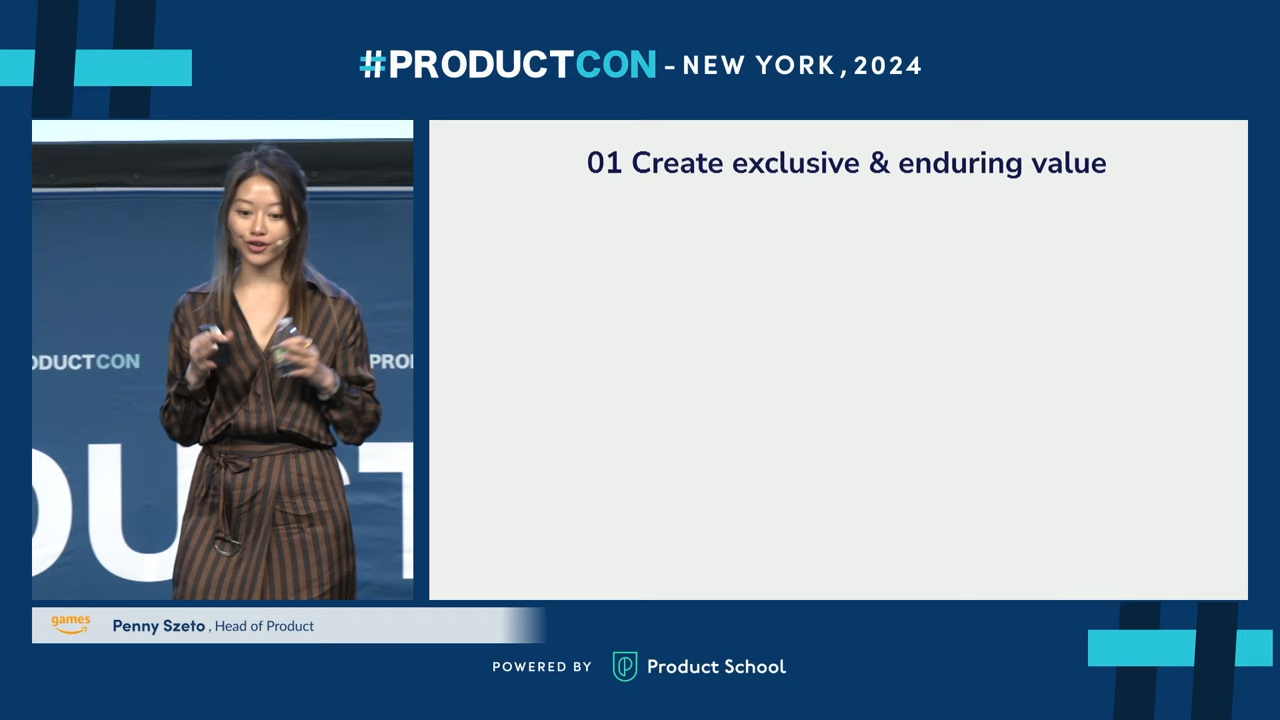 #PRODUCTCON - NEW YORK, 2024
01 Create exclusive & enduring value
ODUCTCON
PROD
DUCT
games
Penny Szeto, Head of Product
POWERED BY Product School